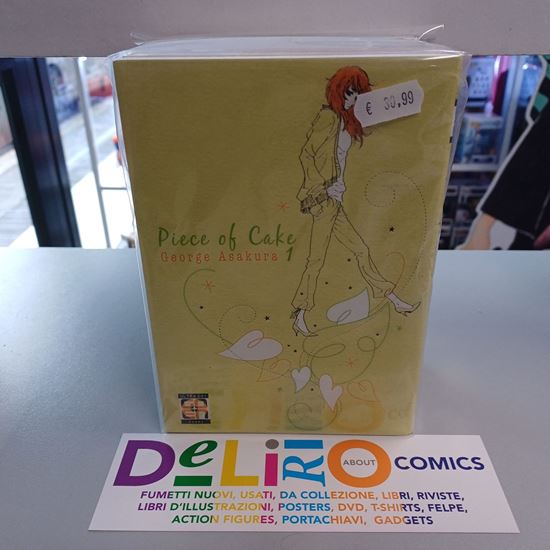 € 30.99
Piece of Cake
George Asakura 1
DeLiRiO
ABOUT
COMICS
FUMETTI NUOVI, USATI, DA COLLEZIONE, LIBRI, RIVISTE,
LIBRI D'ILLUSTRAZIONI, POSTERS, DVD, T-SHIRTS, FELPE,
ACTION FIGURES, PORTACHIAVI, GADGETS